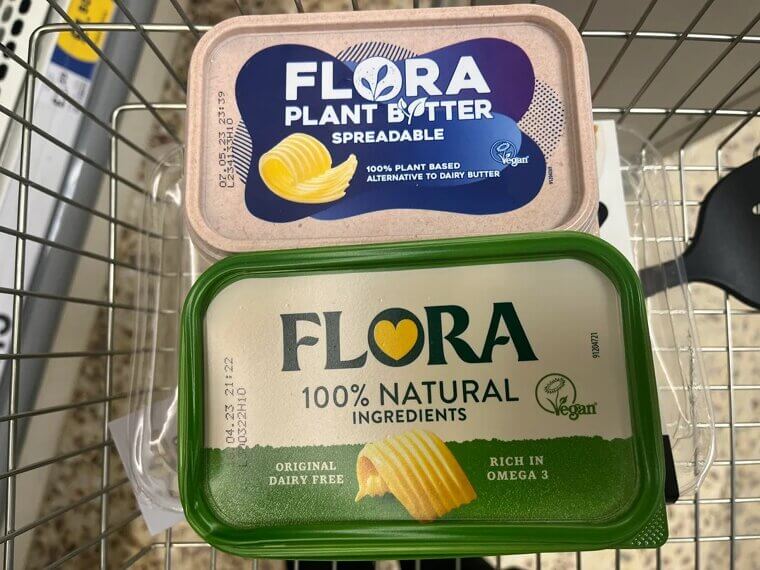 FLORA
PLANT BUTTER
SPREADABLE
100% PLANT BASED
ALTERNATIVE TO DAIRY BUTTER
Vegan
07.05.23 23:39
FLORA
100% NATURAL
INGREDIENTS
Vegan
ORIGINAL
DAIRY FREE
RICH IN
OMEGA 3
04.23 21:22
91204721